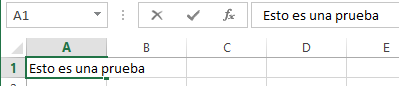 A1 fx Esto es una prueba
A B C D E
1 Esto es una prueba